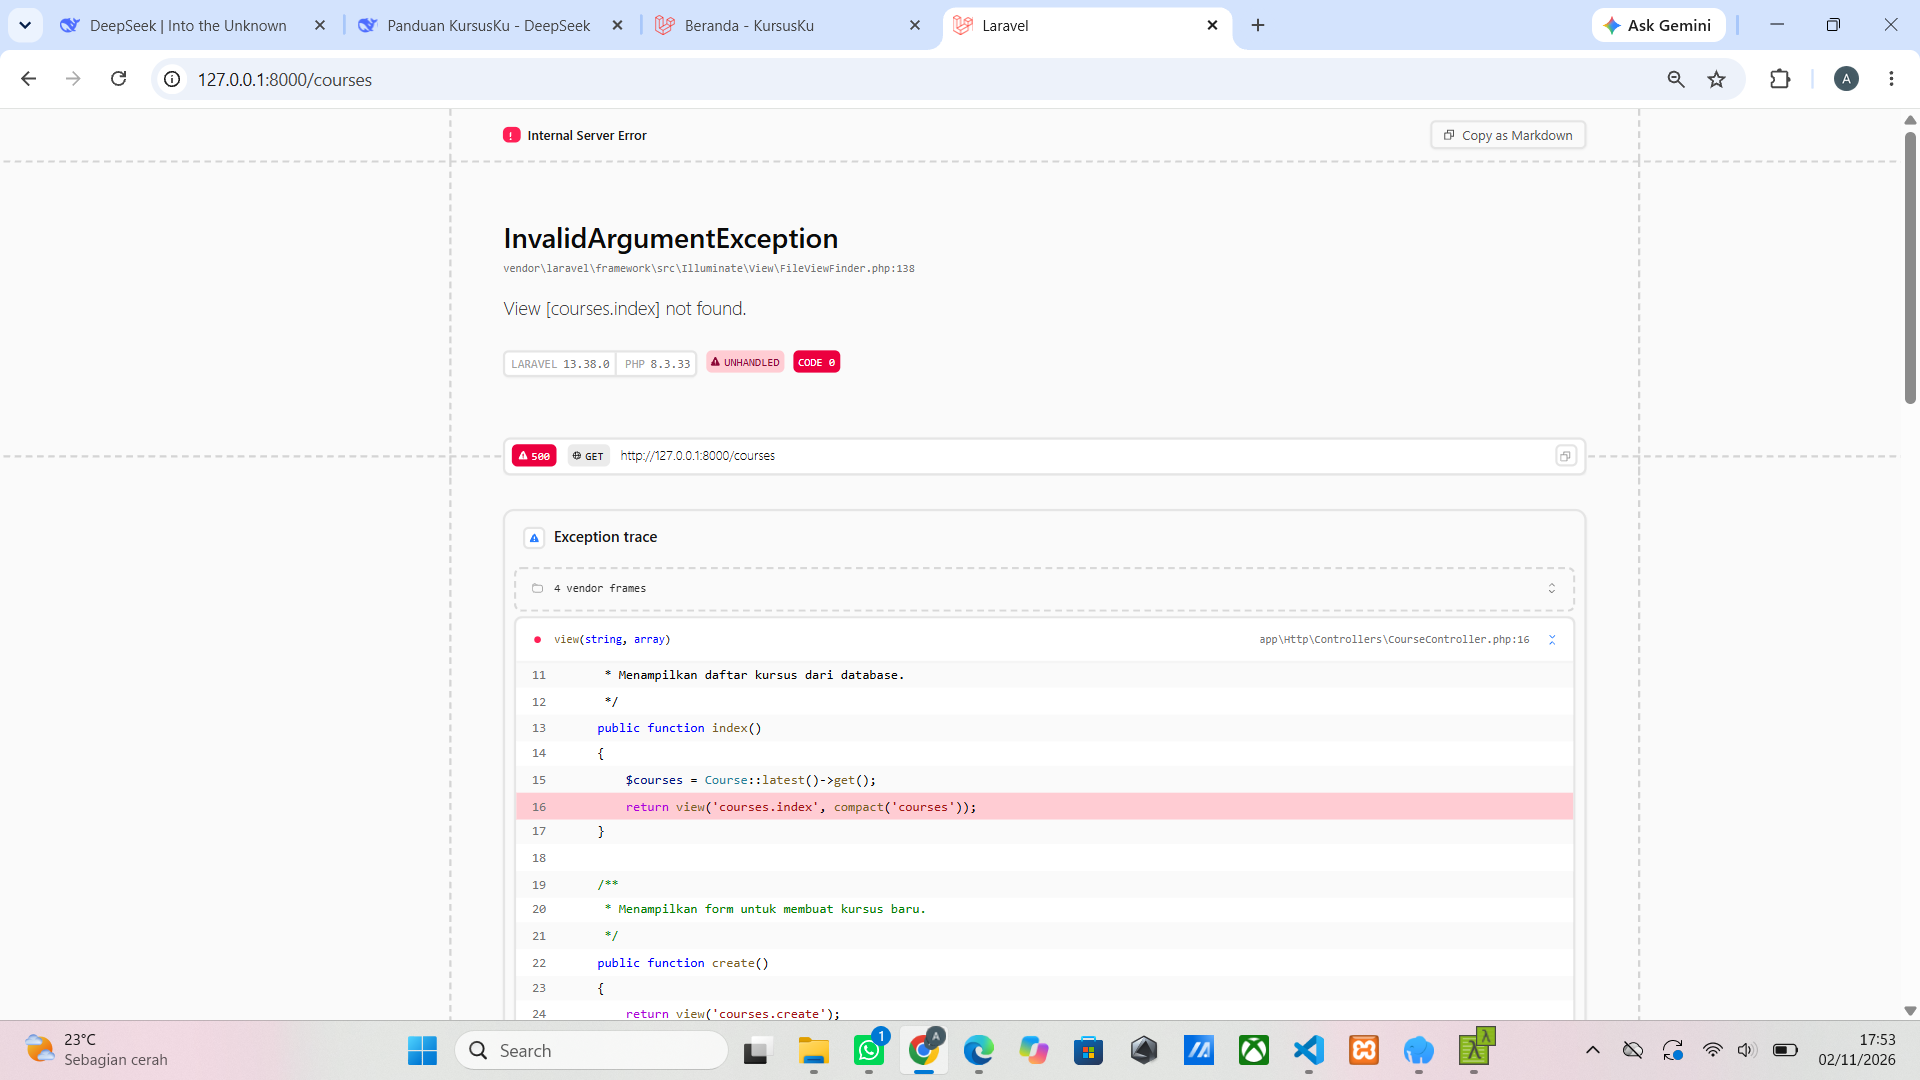 DeepSeek | Into the Unknown
Panduan KursusKu - DeepSeek
Beranda - KursusKu
Laravel
Ask Gemini
127.0.0.1:8000/courses
A
Internal Server Error
Copy as Markdown
InvalidArgumentException
vendor\laravel\framework\src\Illuminate\View\FileViewFinder.php:138
View [courses.index] not found.
LARAVEL 13.38.0 PHP 8.3.33 UNHANDLED CODE 0
500 GET http://127.0.0.1:8000/courses
Exception trace
4 vendor frames
view(string, array) app\Http\Controllers\CourseController.php:16
11 * Menampilkan daftar kursus dari database.
12 */
13 public function index()
14 {
15 $courses = Course::latest()->get();
16 return view('courses.index', compact('courses'));
17 }
18
19 /**
20 * Menampilkan form untuk membuat kursus baru.
21 */
22 public function create()
23 {
24 return view('courses.create');
23°C
Sebagian cerah
Search
1
A
17:53
02/11/2026